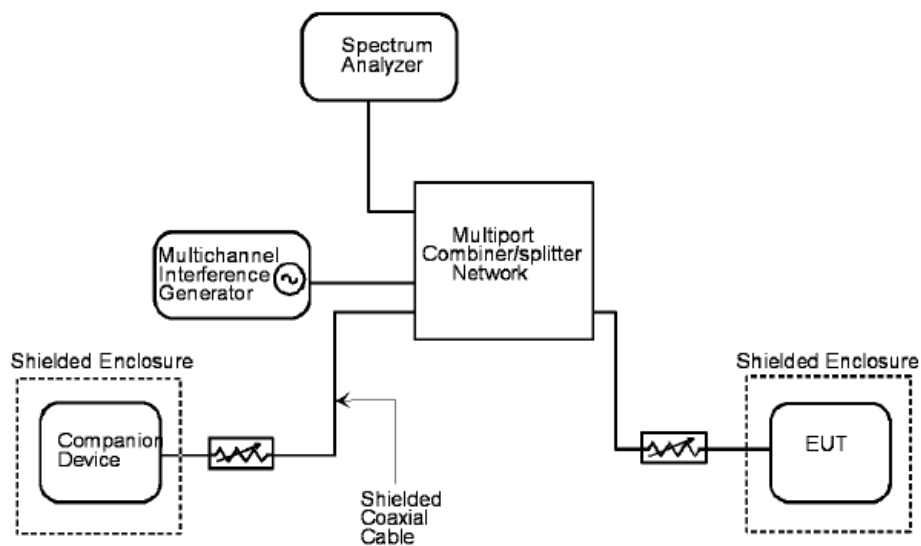 Spectrum
Analyzer
Multiport
Combiner/splitter
Network
Multichannel
Interference
Generator
Shielded Enclosure
Companion
Device
Shielded
Coaxial
Cable
Shielded Enclosure
EUT